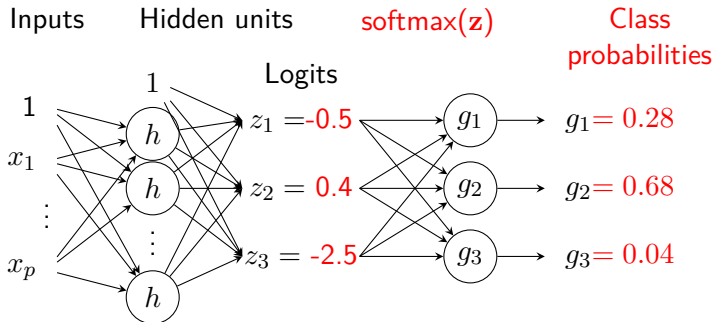 Inputs Hidden units softmax(z) Class probabilities
Logits
1
1
x₁
⋮
xₚ
h
h
⋮
h
z₁ = -0.5
z₂ = 0.4
z₃ = -2.5
g₁
g₂
g₃
g₁ = 0.28
g₂ = 0.68
g₃ = 0.04